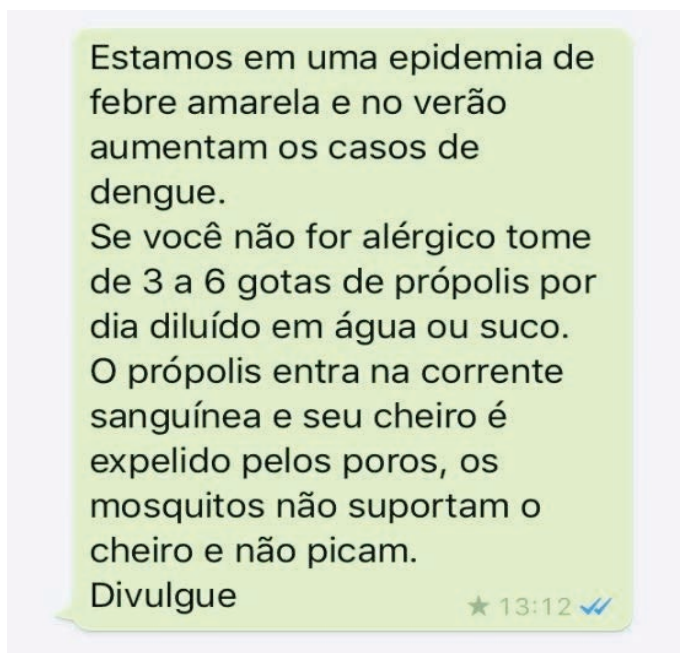 Estamos em uma epidemia de
febre amarela e no verão
aumentam os casos de
dengue.
Se você não for alérgico tome
de 3 a 6 gotas de própolis por
dia diluído em água ou suco.
O própolis entra na corrente
sanguínea e seu cheiro é
expelido pelos poros, os
mosquitos não suportam o
cheiro e não picam.
Divulgue
13:12